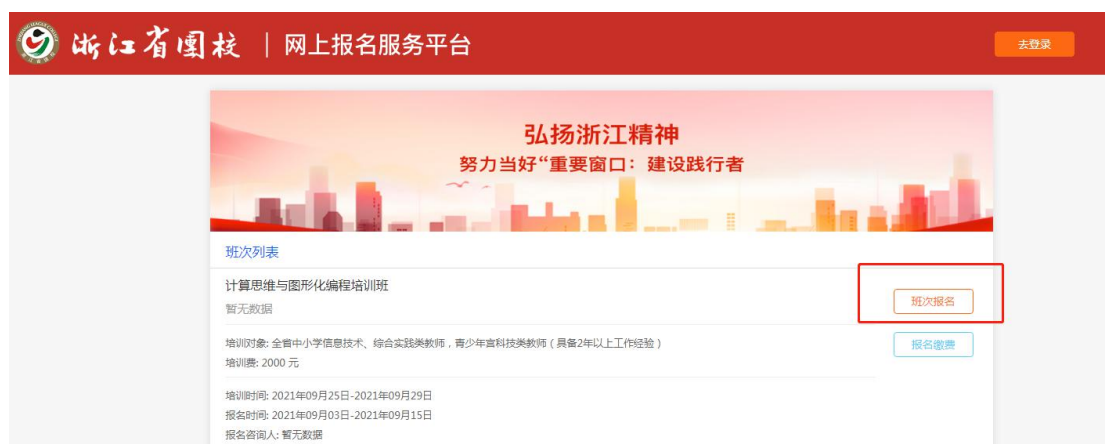 浙江省团校 | 网上报名服务平台
去登录
弘扬浙江精神
努力当好“重要窗口：建设践行者
班次列表
计算思维与图形化编程培训班
班次报名
暂无数据
培训对象: 全省中小学信息技术、综合实践类教师，青少年宫科技类教师（具备2年以上工作经验）
报名缴费
培训费: 2000 元
培训时间: 2021年09月25日-2021年09月29日
报名时间: 2021年09月03日-2021年09月15日
报名咨询人: 暂无数据